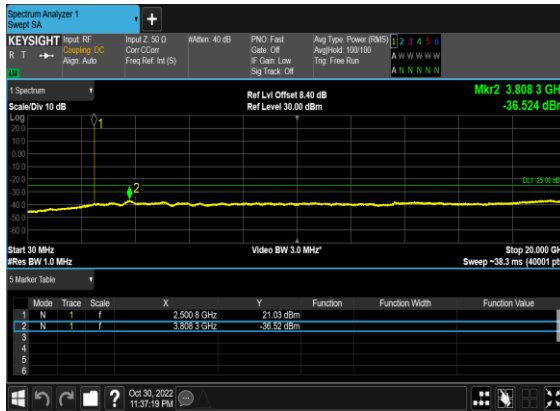 Spectrum Analyzer 1
Swept SA
+
KEYSIGHT
R T
Input: RF
Coupling: DC
Align: Auto
Input Z: 50 Ω
Corr CCorr
Freq Ref: Int (S)
#Atten: 40 dB
PNO: Fast
Gate: Off
IF Gain: Low
Sig Track: Off
Avg Type: Power (RMS)
Avg|Hold: 100/100
Trig: Free Run
1 2 3 4 5 6
A W W W W W
A N N N N N
1 Spectrum
Scale/Div 10 dB
Ref Lvl Offset 8.40 dB
Ref Level 30.00 dBm
Mkr2 3.808 3 GHz
-36.524 dBm
Log
20.0
10.0
0.00
-10.0
-20.0
-30.0
-40.0
-50.0
-60.0
1
2
DL1 -25.00 dB
Start 30 MHz
#Res BW 1.0 MHz
Video BW 3.0 MHz*
Stop 20.000 GH
Sweep ~38.3 ms (40001 pts
5 Marker Table
Mode Trace Scale X Y Function Function Width Function Value
1 N 1 f 2.500 8 GHz 21.03 dBm
2 N 1 f 3.808 3 GHz -36.52 dBm
3
4
5
6
?
Oct 30, 2022
11:37:19 PM